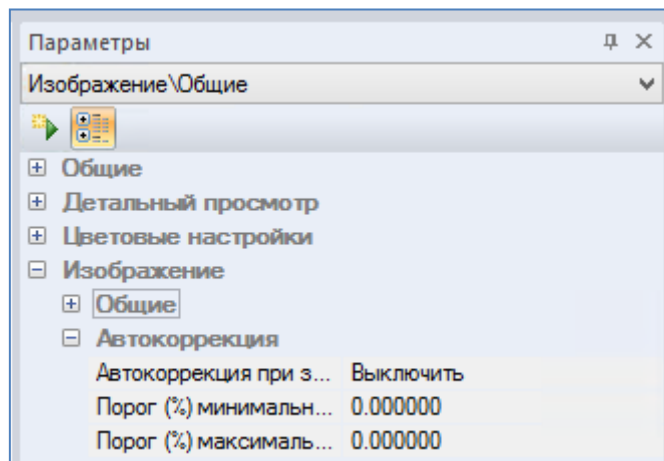 Параметры
Изображение\Общие
Общие
Детальный просмотр
Цветовые настройки
Изображение
Общие
Автокоррекция
Автокоррекция при з... Выключить
Порог (%) минимальн... 0.000000
Порог (%) максималь... 0.000000